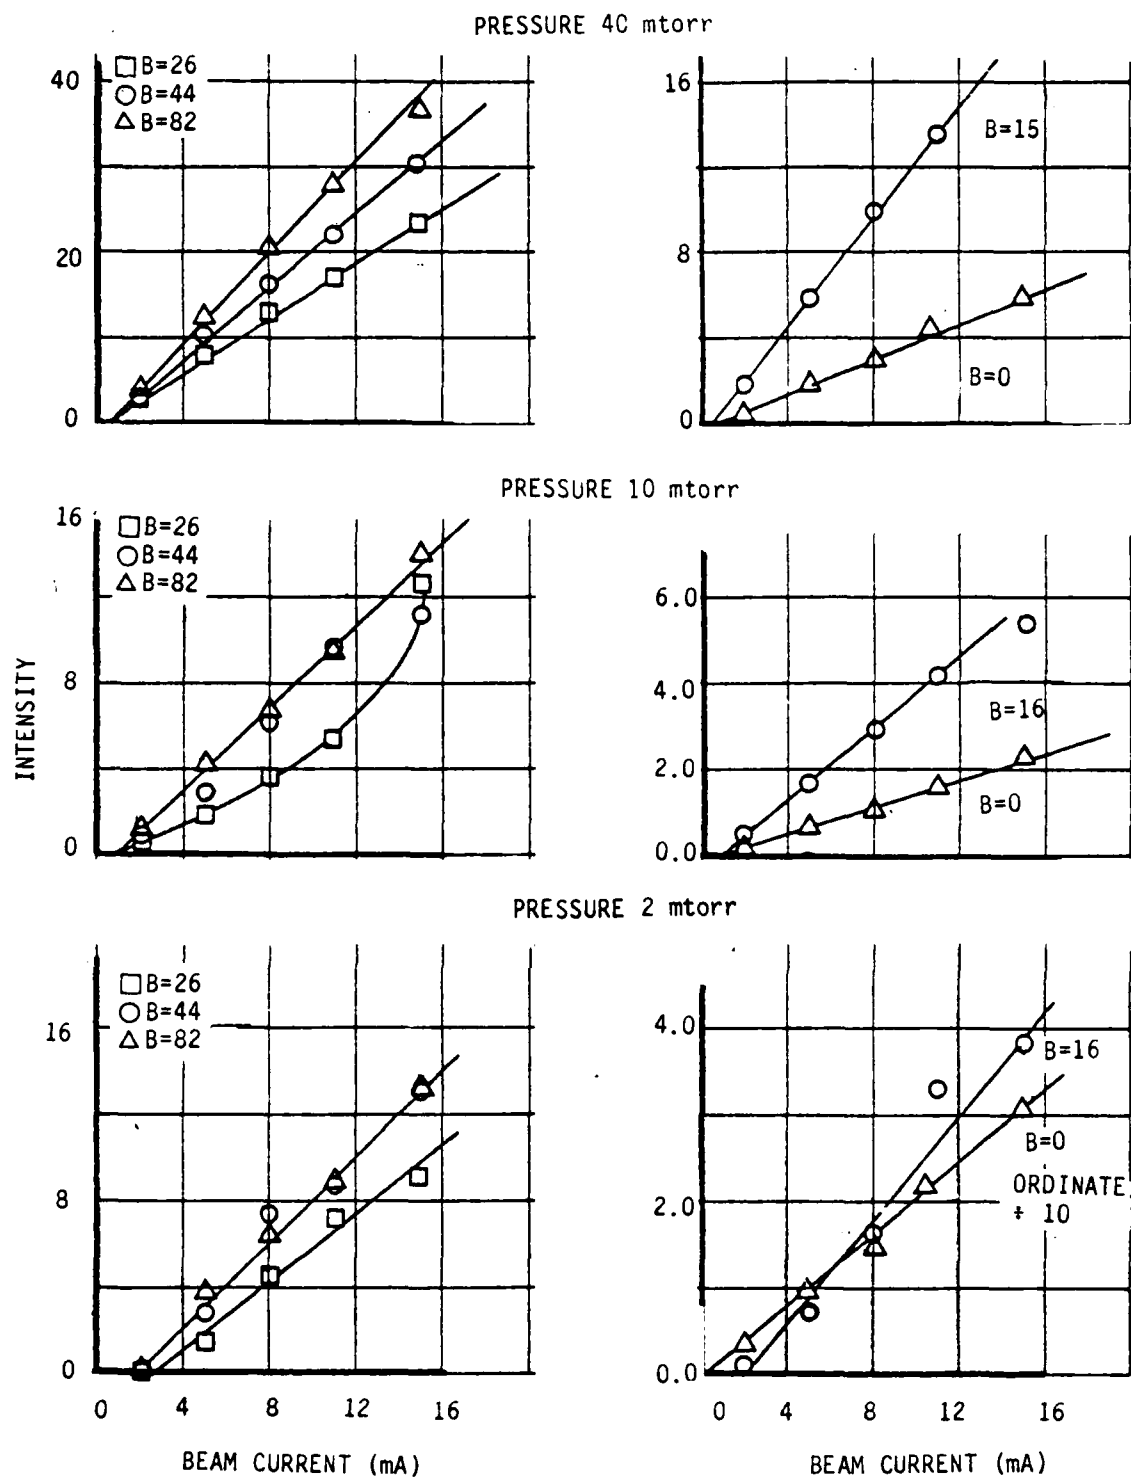 PRESSURE 40 mtorr
□ B=26
○ B=44
△ B=82
40
20
0
16
8
0
B=15
B=0
PRESSURE 10 mtorr
□ B=26
○ B=44
△ B=82
16
8
0
6.0
4.0
2.0
0.0
B=16
B=0
INTENSITY
PRESSURE 2 mtorr
□ B=26
○ B=44
△ B=82
16
8
0
4.0
2.0
0.0
B=16
B=0
ORDINATE
÷ 10
0 4 8 12 16
0 4 8 12 16
BEAM CURRENT (mA)
BEAM CURRENT (mA)